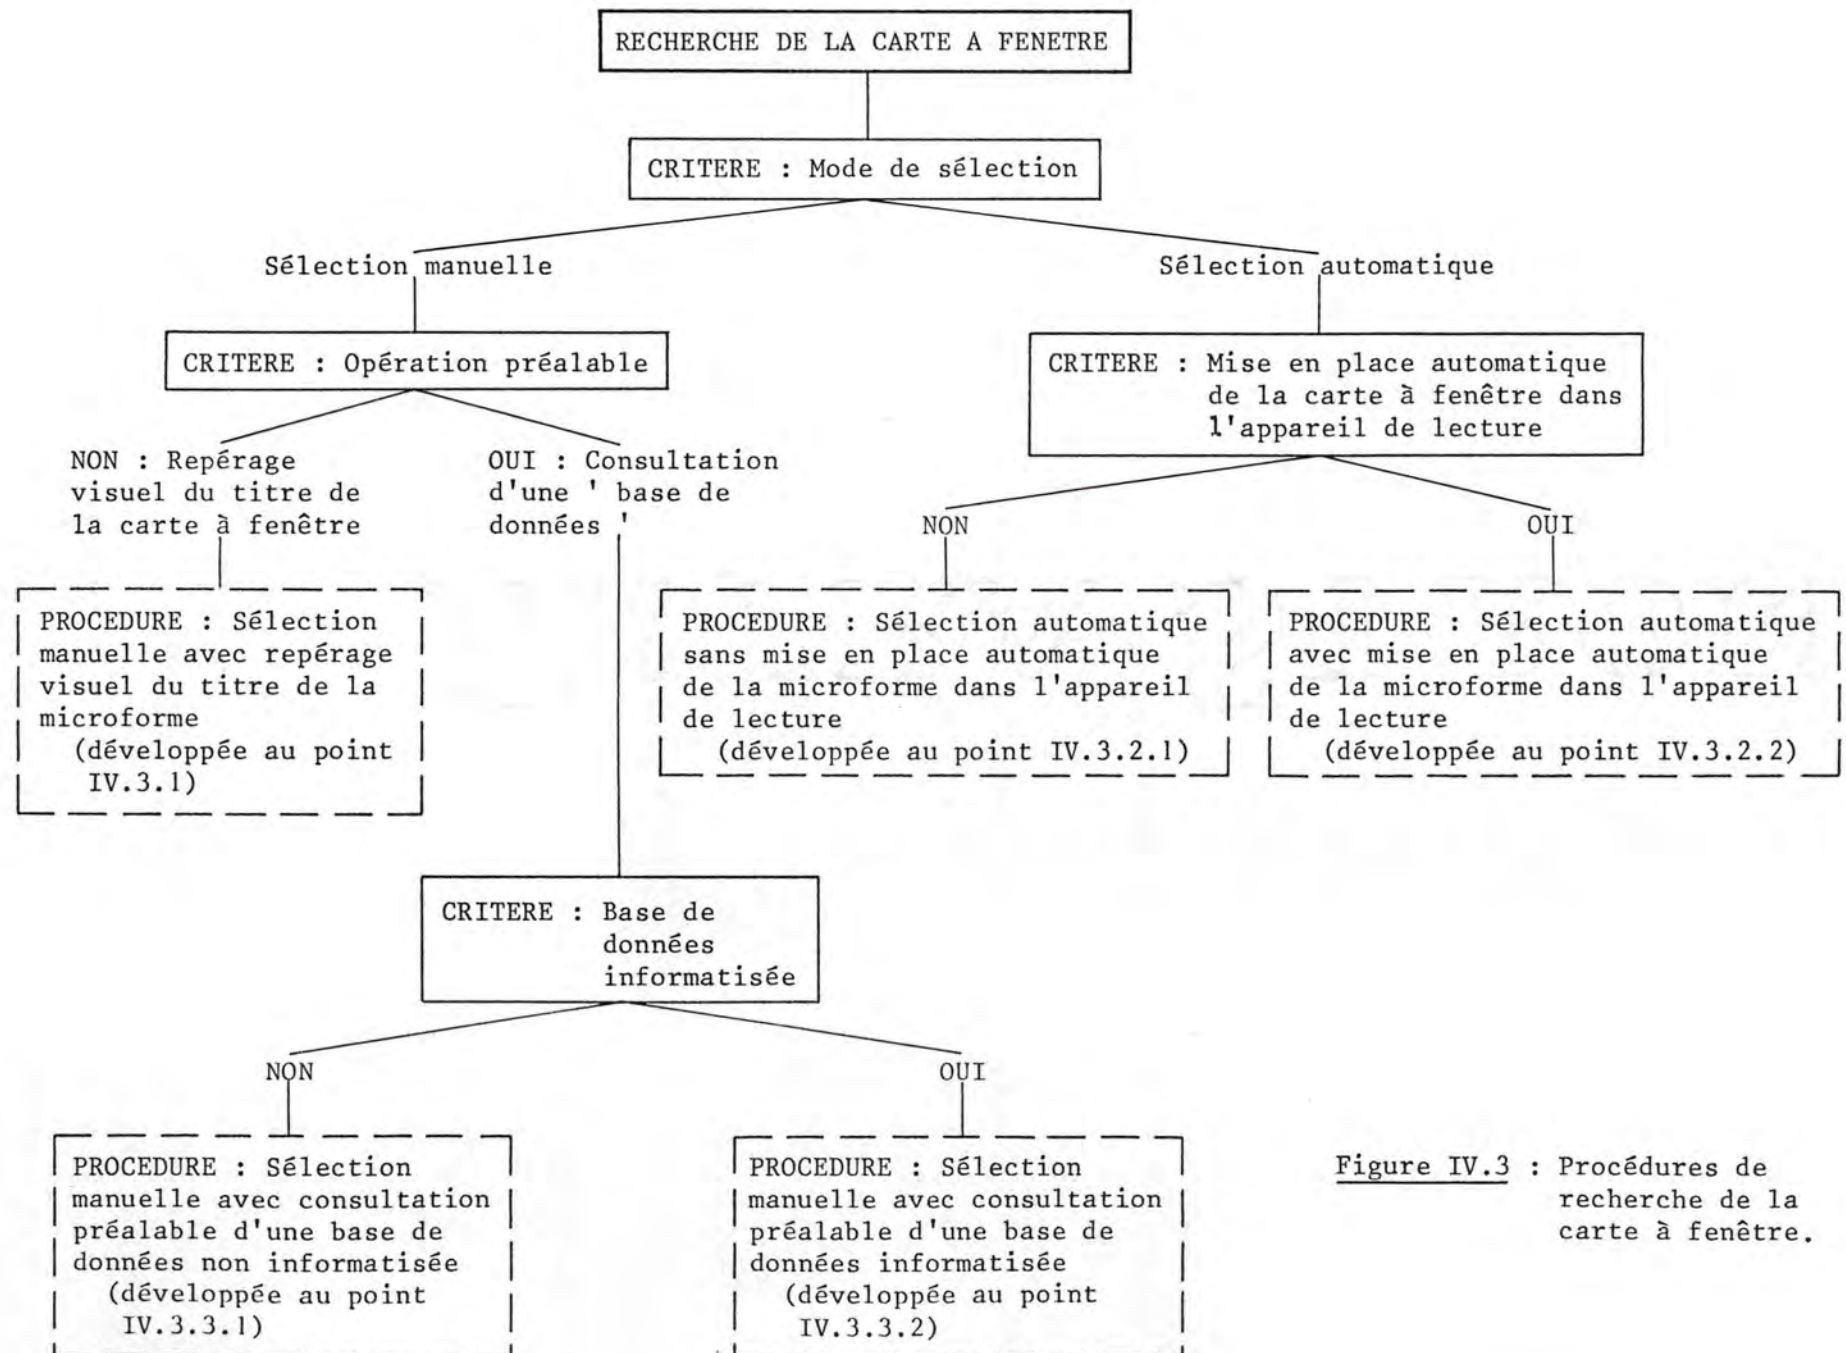 RECHERCHE DE LA CARTE A FENETRE
CRITERE : Mode de sélection
Sélection manuelle
Sélection automatique
CRITERE : Opération préalable
CRITERE : Mise en place automatique
de la carte à fenêtre dans
l'appareil de lecture
NON : Repérage
visuel du titre de
la carte à fenêtre
OUI : Consultation
d'une ' base de
données '
NON
OUI
PROCEDURE : Sélection
manuelle avec repérage
visuel du titre de la
microforme
(développée au point
IV.3.1)
PROCEDURE : Sélection automatique
sans mise en place automatique
de la microforme dans l'appareil
de lecture
(développée au point IV.3.2.1)
PROCEDURE : Sélection automatique
avec mise en place automatique
de la microforme dans l'appareil
de lecture
(développée au point IV.3.2.2)
CRITERE : Base de
données
informatisée
NON
OUI
PROCEDURE : Sélection
manuelle avec consultation
préalable d'une base de
données non informatisée
(développée au point
IV.3.3.1)
PROCEDURE : Sélection
manuelle avec consultation
préalable d'une base de
données informatisée
(développée au point
IV.3.3.2)
Figure IV.3 : Procédures de
recherche de la
carte à fenêtre.